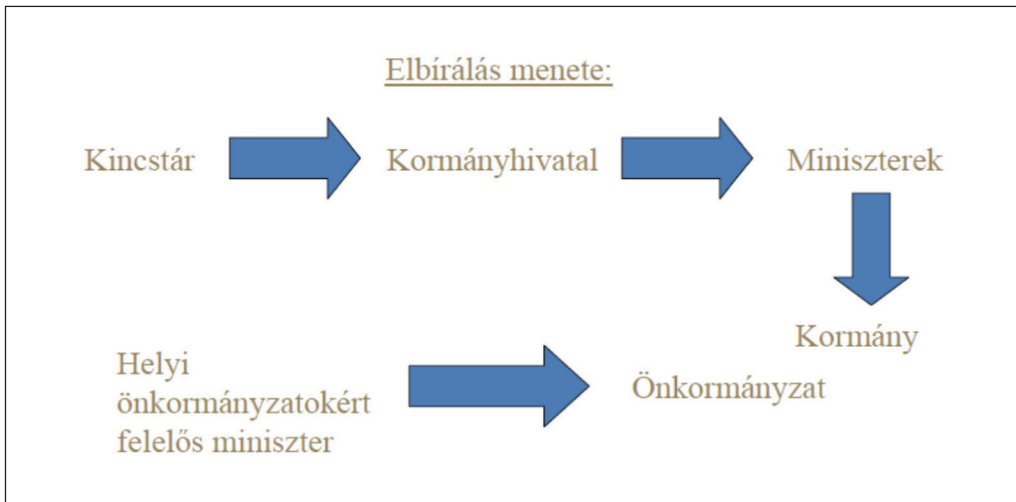 Elbírálás menete:
Kincstár
Kormányhivatal
Miniszterek
Kormány
Helyi
önkormányzatokért
felelős miniszter
Önkormányzat